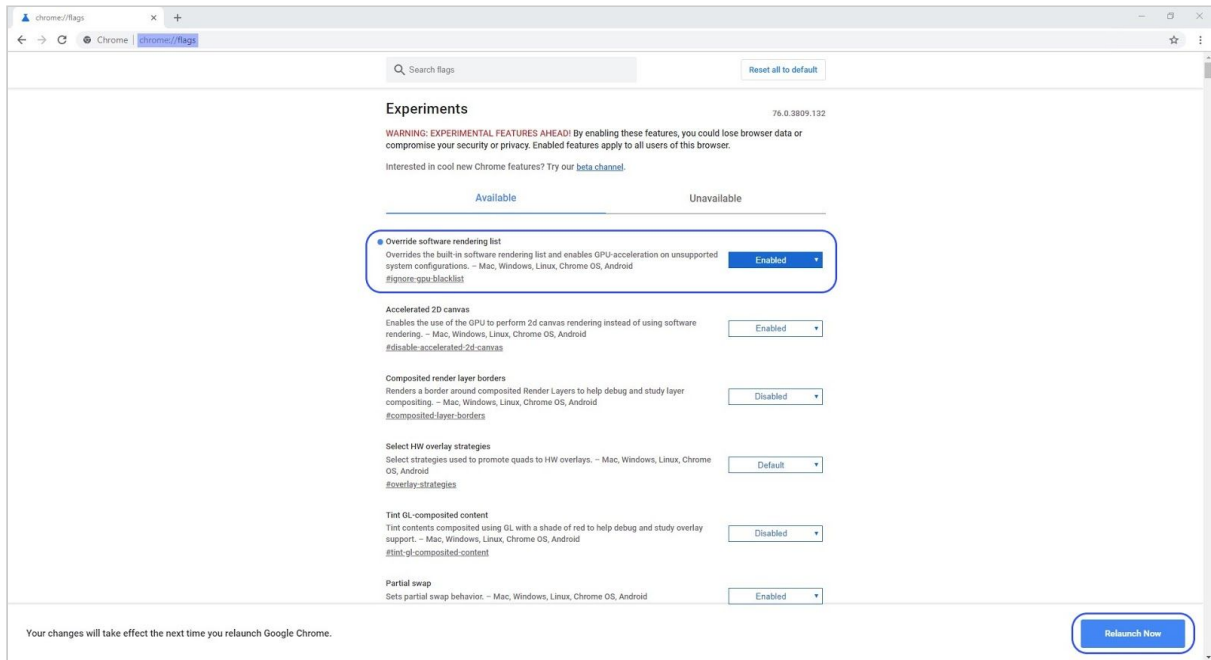 chrome://flags
Chrome | chrome://flags
Search flags
Reset all to default
Experiments
76.0.3809.132
WARNING: EXPERIMENTAL FEATURES AHEAD! By enabling these features, you could lose browser data or
compromise your security or privacy. Enabled features apply to all users of this browser.
Interested in cool new Chrome features? Try our beta channel.
Available
Unavailable
Override software rendering list
Overrides the built-in software rendering list and enables GPU-acceleration on unsupported
system configurations. – Mac, Windows, Linux, Chrome OS, Android
#ignore-gpu-blacklist
Enabled
Accelerated 2D canvas
Enables the use of the GPU to perform 2d canvas rendering instead of using software
rendering. – Mac, Windows, Linux, Chrome OS, Android
#disable-accelerated-2d-canvas
Enabled
Composited render layer borders
Renders a border around composited Render Layers to help debug and study layer
compositing. – Mac, Windows, Linux, Chrome OS, Android
#composited-layer-borders
Disabled
Select HW overlay strategies
Select strategies used to promote quads to HW overlays. – Mac, Windows, Linux, Chrome
OS, Android
#overlay-strategies
Default
Tint GL-composited content
Tint contents composited using GL with a shade of red to help debug and study overlay
support. – Mac, Windows, Linux, Chrome OS, Android
#tint-gl-composited-content
Disabled
Partial swap
Sets partial swap behavior. – Mac, Windows, Linux, Chrome OS, Android
Enabled
Your changes will take effect the next time you relaunch Google Chrome.
Relaunch Now